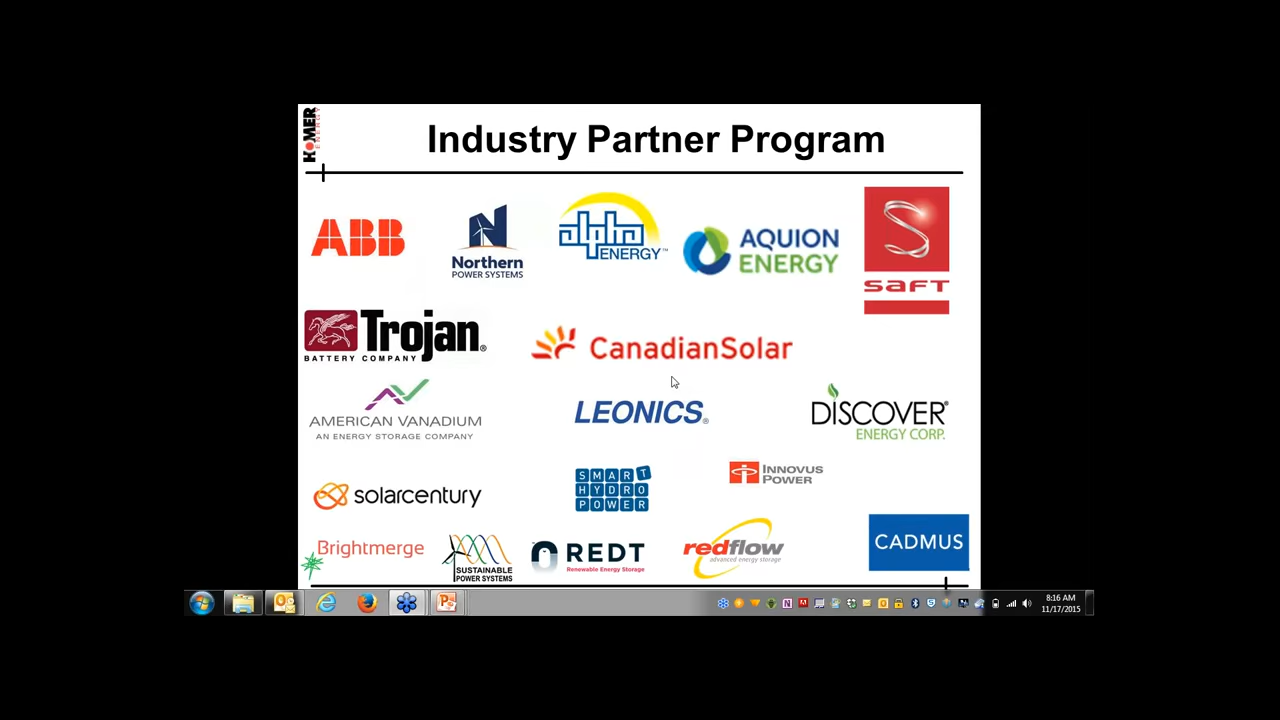 HOMER
ENERGY
Industry Partner Program
ABB
Northern
POWER SYSTEMS
alpha
ENERGY™
AQUION
ENERGY
S
SAFT
Trojan®
BATTERY COMPANY
CanadianSolar
AMERICAN VANADIUM
AN ENERGY STORAGE COMPANY
LEONICS®
DISCOVER®
ENERGY CORP.
solarcentury
SMART
HYDRO
POWER
INNOVUS
POWER
Brightmerge
SUSTAINABLE
POWER SYSTEMS
REDT
Renewable Energy Storage
redflow
advanced energy storage
CADMUS
8:16 AM
11/17/2015